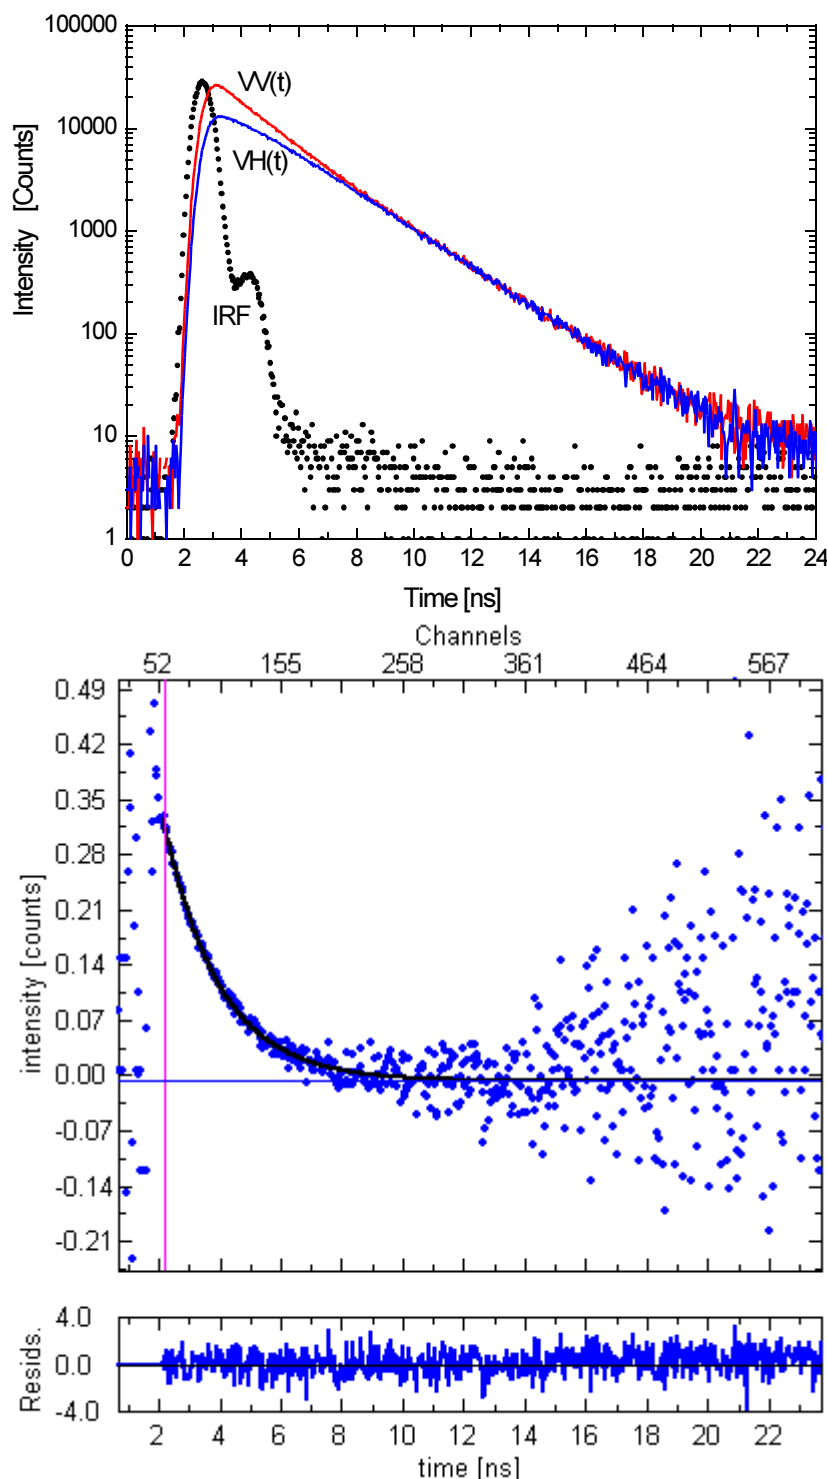 100000
10000
1000
100
10
1
Intensity [Counts]
VV(t)
VH(t)
IRF
0 2 4 6 8 10 12 14 16 18 20 22 24
Time [ns]
Channels
52 155 258 361 464 567
0.49
0.42
0.35
0.28
0.21
0.14
0.07
0.00
-0.07
-0.14
-0.21
intensity [counts]
4.0
0.0
-4.0
Resids.
2 4 6 8 10 12 14 16 18 20 22
time [ns]